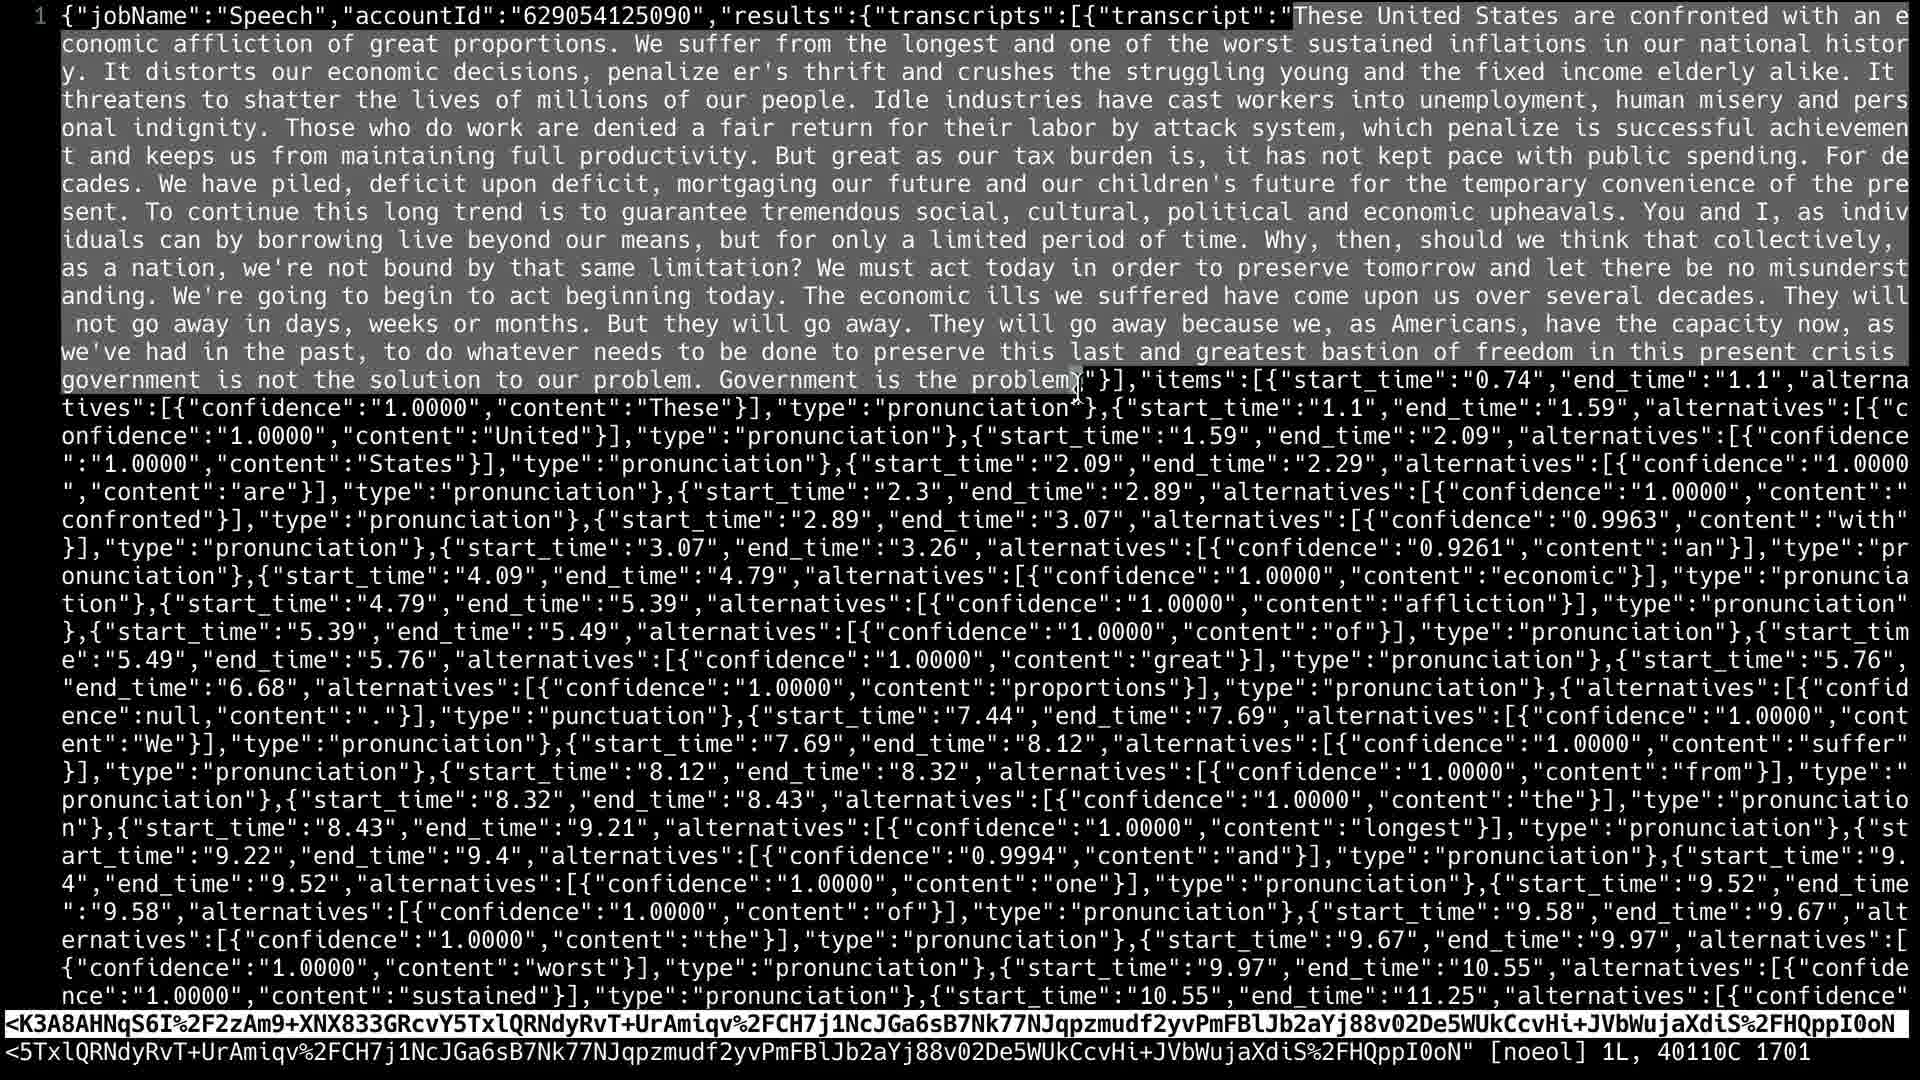 1 {"jobName":"Speech","accountId":"629054125090","results":{"transcripts":[{"transcript":"These United States are confronted with an e
conomic affliction of great proportions. We suffer from the longest and one of the worst sustained inflations in our national histor
y. It distorts our economic decisions, penalize er's thrift and crushes the struggling young and the fixed income elderly alike. It
threatens to shatter the lives of millions of our people. Idle industries have cast workers into unemployment, human misery and pers
onal indignity. Those who do work are denied a fair return for their labor by attack system, which penalize is successful achievemen
t and keeps us from maintaining full productivity. But great as our tax burden is, it has not kept pace with public spending. For de
cades. We have piled, deficit upon deficit, mortgaging our future and our children's future for the temporary convenience of the pre
sent. To continue this long trend is to guarantee tremendous social, cultural, political and economic upheavals. You and I, as indiv
iduals can by borrowing live beyond our means, but for only a limited period of time. Why, then, should we think that collectively,
as a nation, we're not bound by that same limitation? We must act today in order to preserve tomorrow and let there be no misunderst
anding. We're going to begin to act beginning today. The economic ills we suffered have come upon us over several decades. They will
not go away in days, weeks or months. But they will go away. They will go away because we, as Americans, have the capacity now, as
we've had in the past, to do whatever needs to be done to preserve this last and greatest bastion of freedom in this present crisis
government is not the solution to our problem. Government is the problem."}],"items":[{"start_time":"0.74","end_time":"1.1","alterna
tives":[{"confidence":"1.0000","content":"These"}],"type":"pronunciation"},{"start_time":"1.1","end_time":"1.59","alternatives":[{"c
onfidence":"1.0000","content":"United"}],"type":"pronunciation"},{"start_time":"1.59","end_time":"2.09","alternatives":[{"confidence
":"1.0000","content":"States"}],"type":"pronunciation"},{"start_time":"2.09","end_time":"2.29","alternatives":[{"confidence":"1.0000
","content":"are"}],"type":"pronunciation"},{"start_time":"2.3","end_time":"2.89","alternatives":[{"confidence":"1.0000","content":"
confronted"}],"type":"pronunciation"},{"start_time":"2.89","end_time":"3.07","alternatives":[{"confidence":"0.9963","content":"with"
}],"type":"pronunciation"},{"start_time":"3.07","end_time":"3.26","alternatives":[{"confidence":"0.9261","content":"an"}],"type":"pr
onunciation"},{"start_time":"4.09","end_time":"4.79","alternatives":[{"confidence":"1.0000","content":"economic"}],"type":"pronuncia
tion"},{"start_time":"4.79","end_time":"5.39","alternatives":[{"confidence":"1.0000","content":"affliction"}],"type":"pronunciation"
},{"start_time":"5.39","end_time":"5.49","alternatives":[{"confidence":"1.0000","content":"of"}],"type":"pronunciation"},{"start_tim
e":"5.49","end_time":"5.76","alternatives":[{"confidence":"1.0000","content":"great"}],"type":"pronunciation"},{"start_time":"5.76",
"end_time":"6.68","alternatives":[{"confidence":"1.0000","content":"proportions"}],"type":"pronunciation"},{"alternatives":[{"confid
ence":null,"content":"."}],"type":"punctuation"},{"start_time":"7.44","end_time":"7.69","alternatives":[{"confidence":"1.0000","cont
ent":"We"}],"type":"pronunciation"},{"start_time":"7.69","end_time":"8.12","alternatives":[{"confidence":"1.0000","content":"suffer"
}],"type":"pronunciation"},{"start_time":"8.12","end_time":"8.32","alternatives":[{"confidence":"1.0000","content":"from"}],"type":"
pronunciation"},{"start_time":"8.32","end_time":"8.43","alternatives":[{"confidence":"1.0000","content":"the"}],"type":"pronunciatio
n"},{"start_time":"8.43","end_time":"9.21","alternatives":[{"confidence":"1.0000","content":"longest"}],"type":"pronunciation"},{"st
art_time":"9.22","end_time":"9.4","alternatives":[{"confidence":"0.9994","content":"and"}],"type":"pronunciation"},{"start_time":"9.
4","end_time":"9.52","alternatives":[{"confidence":"1.0000","content":"one"}],"type":"pronunciation"},{"start_time":"9.52","end_time
":"9.58","alternatives":[{"confidence":"1.0000","content":"of"}],"type":"pronunciation"},{"start_time":"9.58","end_time":"9.67","alt
ernatives":[{"confidence":"1.0000","content":"the"}],"type":"pronunciation"},{"start_time":"9.67","end_time":"9.97","alternatives":[
{"confidence":"1.0000","content":"worst"}],"type":"pronunciation"},{"start_time":"9.97","end_time":"10.55","alternatives":[{"confide
nce":"1.0000","content":"sustained"}],"type":"pronunciation"},{"start_time":"10.55","end_time":"11.25","alternatives":[{"confidence"
<K3A8AHNqS6I%2F2zAm9+XNX833GRcvY5TxlQRNdyRvT+UrAmiqv%2FCH7j1NcJGa6sB7Nk77NJqpzmudf2yvPmFBlJb2aYj88v02De5WUkCcvHi+JVbWujaXdiS%2FHQppI0oN
<5TxlQRNdyRvT+UrAmiqv%2FCH7j1NcJGa6sB7Nk77NJqpzmudf2yvPmFBlJb2aYj88v02De5WUkCcvHi+JVbWujaXdiS%2FHQppI0oN" [noeol] 1L, 40110C 1701